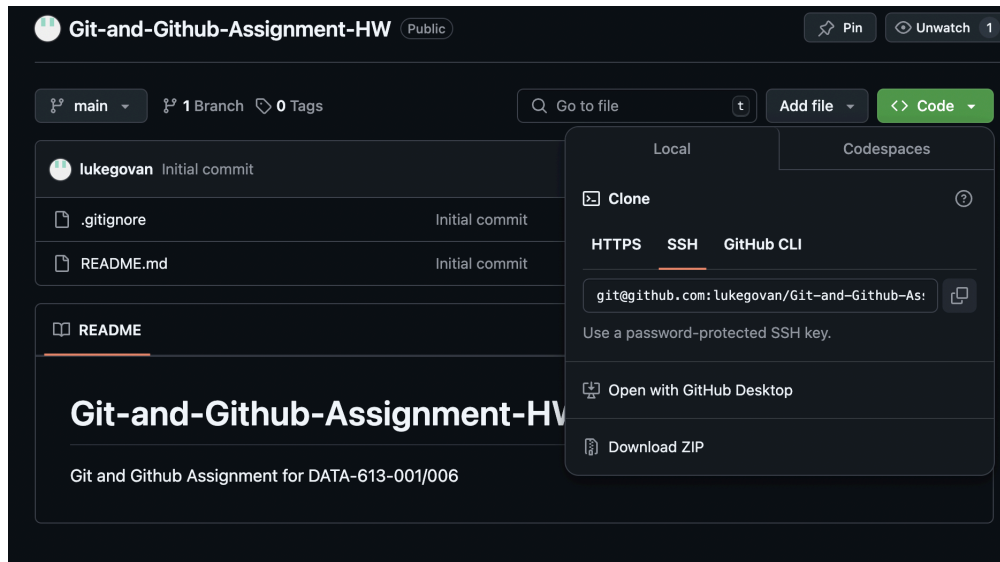 Git-and-Github-Assignment-HW Public Pin Unwatch 1
main 1 Branch 0 Tags Go to file t Add file Code
Local Codespaces
lukegovan Initial commit
Clone
.gitignore Initial commit
HTTPS SSH GitHub CLI
README.md Initial commit
git@github.com:lukegovan/Git-and-Github-As
README
Use a password-protected SSH key.
Open with GitHub Desktop
Git-and-Github-Assignment-HW
Download ZIP
Git and Github Assignment for DATA-613-001/006